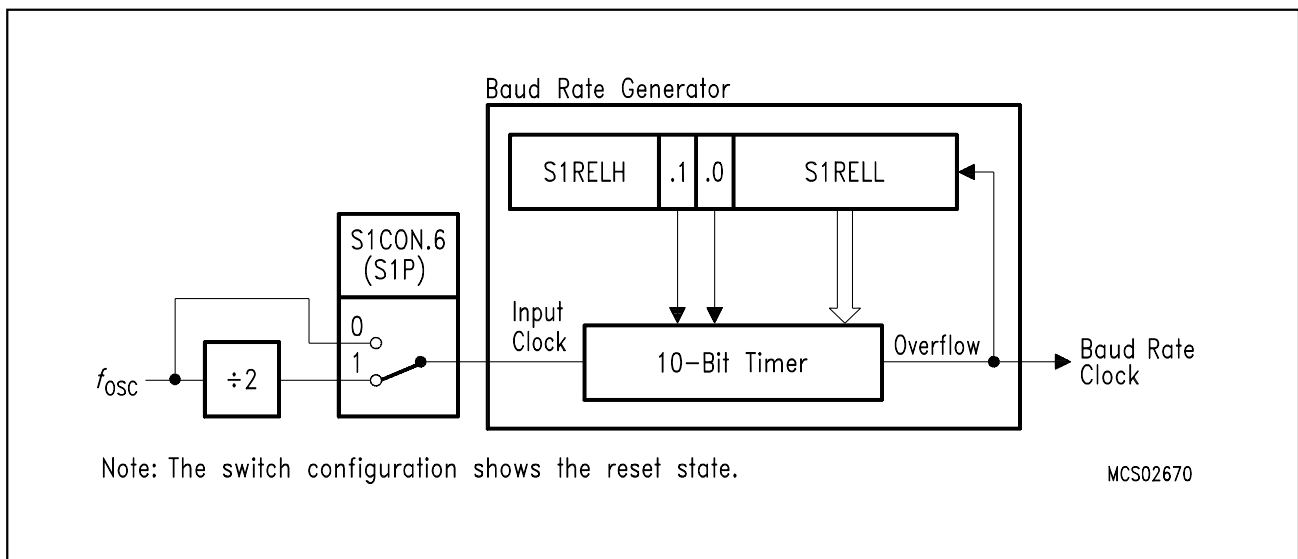 Baud Rate Generator
S1RELH .1 .0 S1RELL
S1CON.6
(S1P)
0
1
Input
Clock
10-Bit Timer
Overflow
Baud Rate
Clock
fOSC
÷2
Note: The switch configuration shows the reset state.
MCS02670